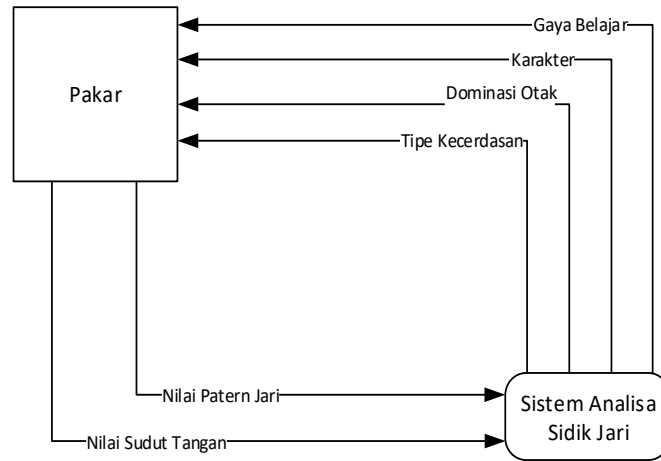 Gaya Belajar
Karakter
Pakar
Dominasi Otak
Tipe Kecerdasan
Nilai Patern Jari
Sistem Analisa
Sidik Jari
Nilai Sudut Tangan